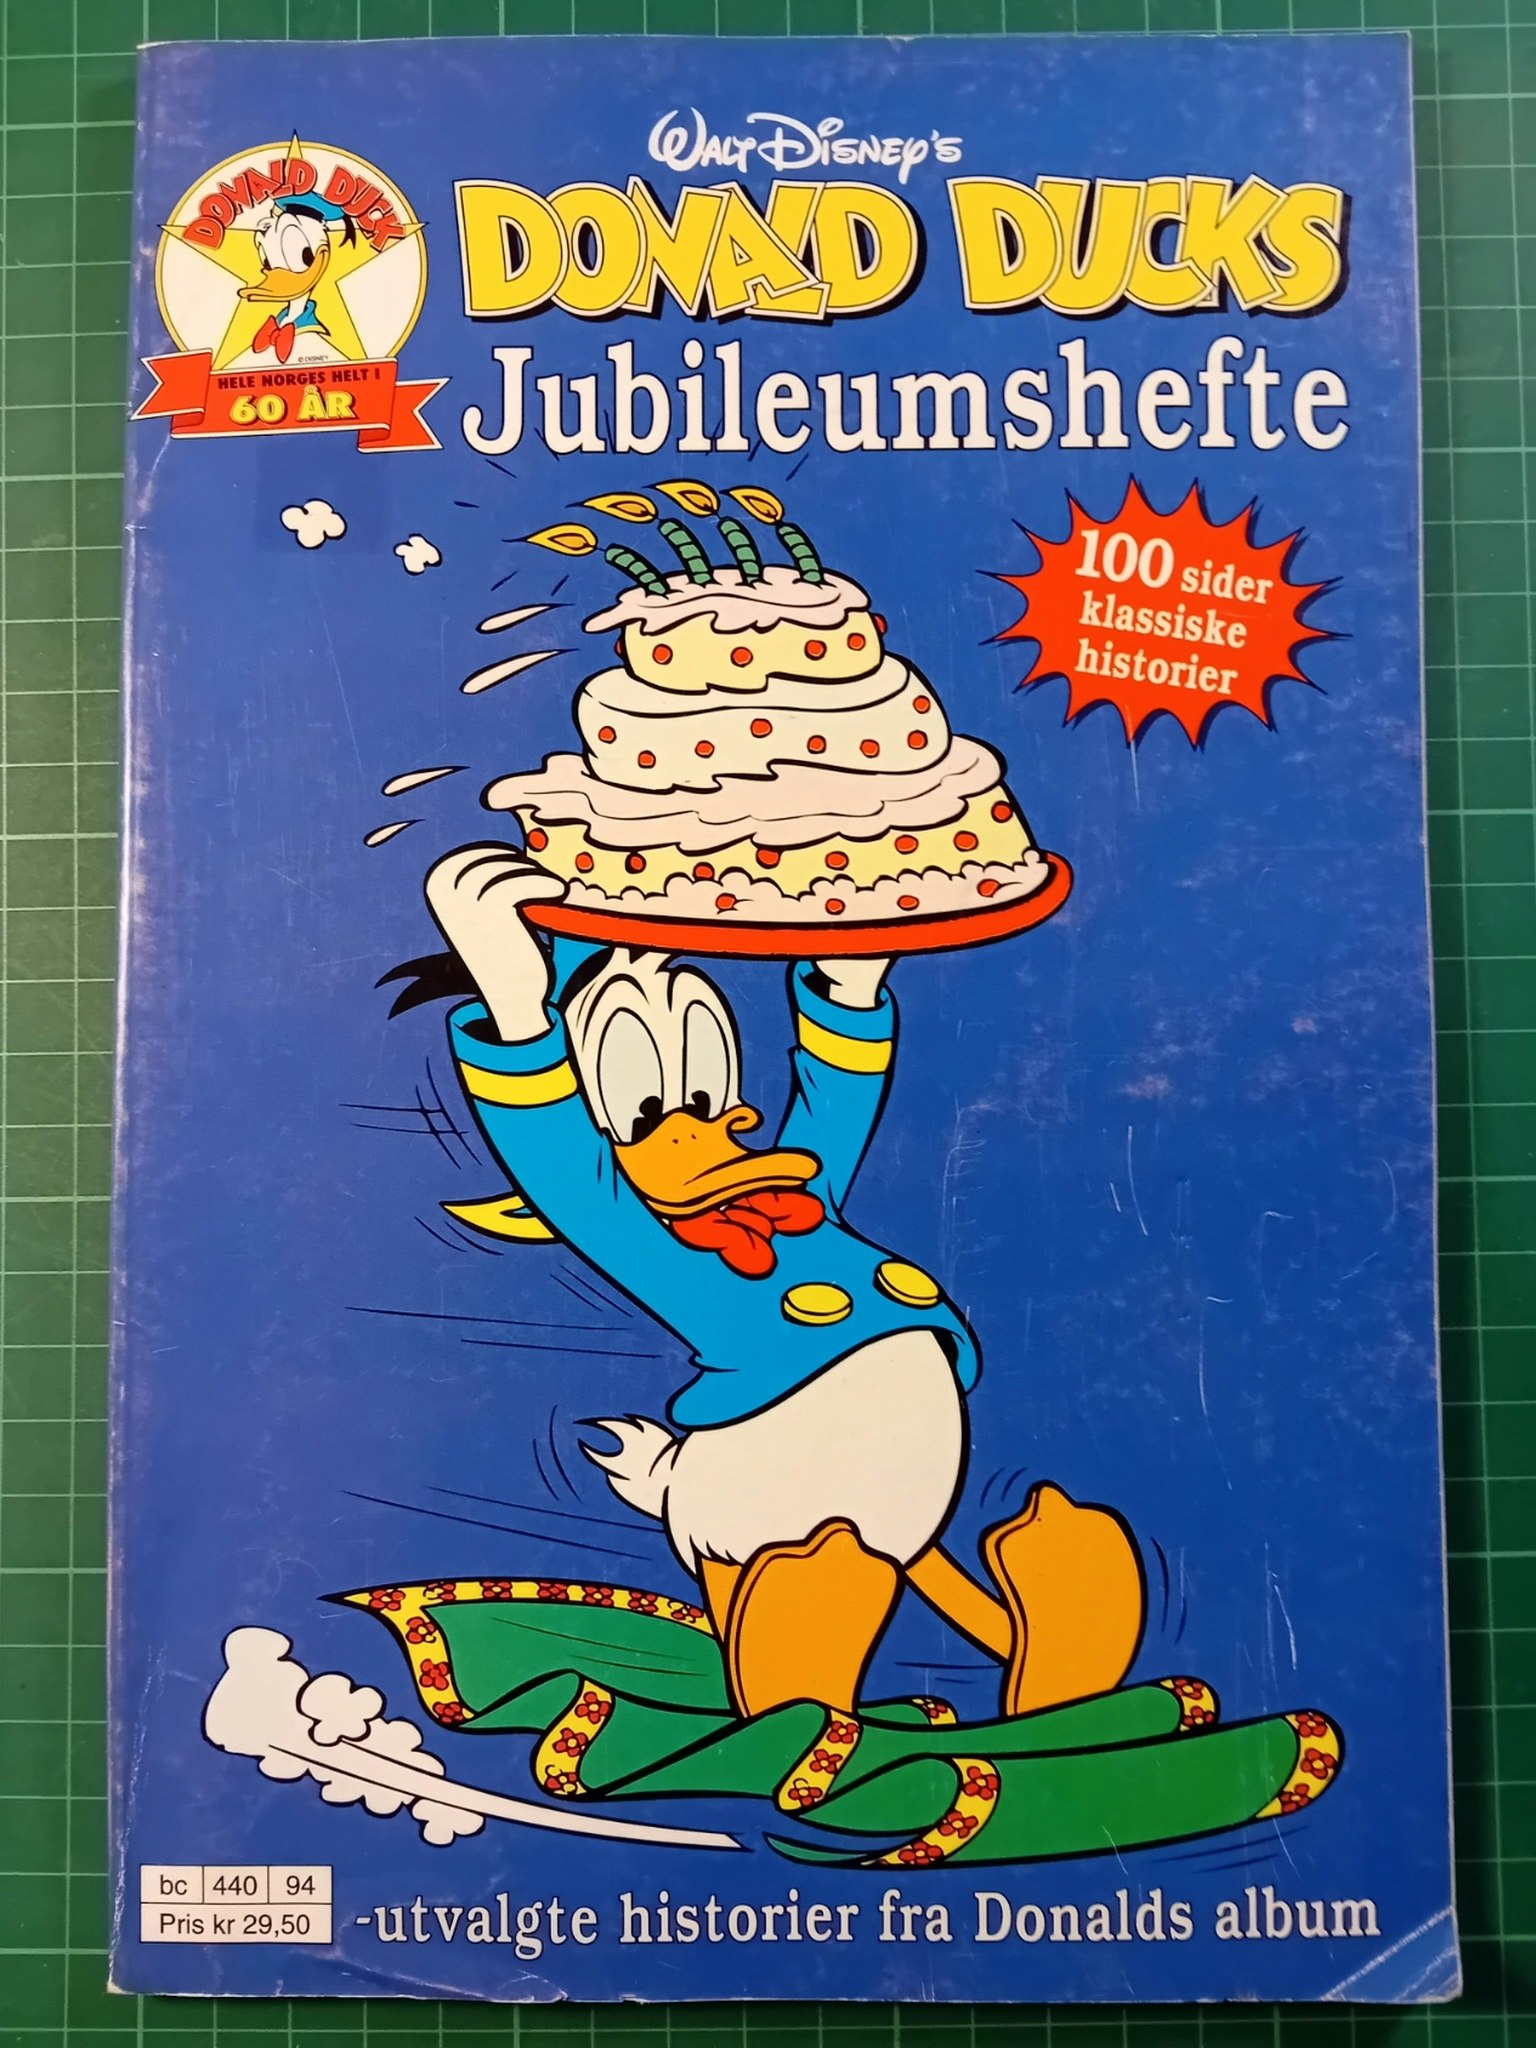 WALT DISNEY'S
DONALD DUCKS
Jubileumshefte
DONALD DUCK
© DISNEY
HELE NORGES HELT I
60 ÅR
100 sider
klassiske
historier
bc 440 94
Pris kr 29,50
-utvalgte historier fra Donalds album